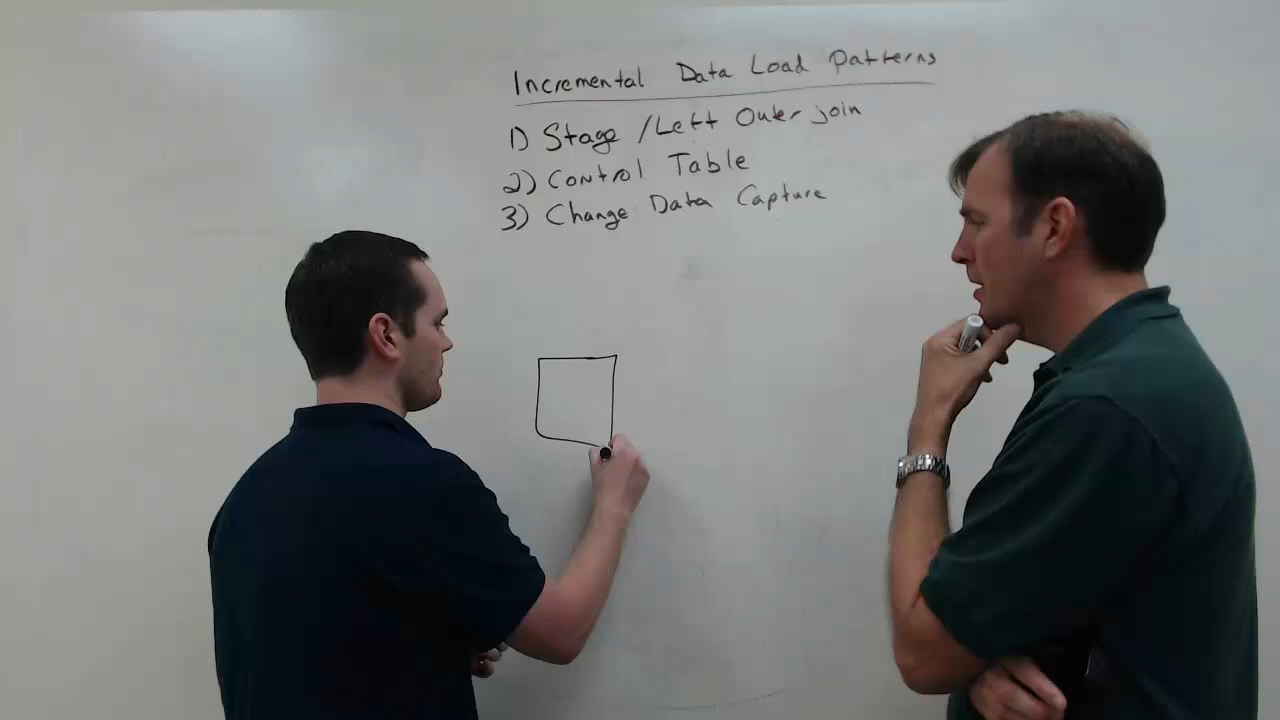 Incremental Data Load Patterns
1) Stage /Left Outer join
2) Control Table
3) Change Data Capture